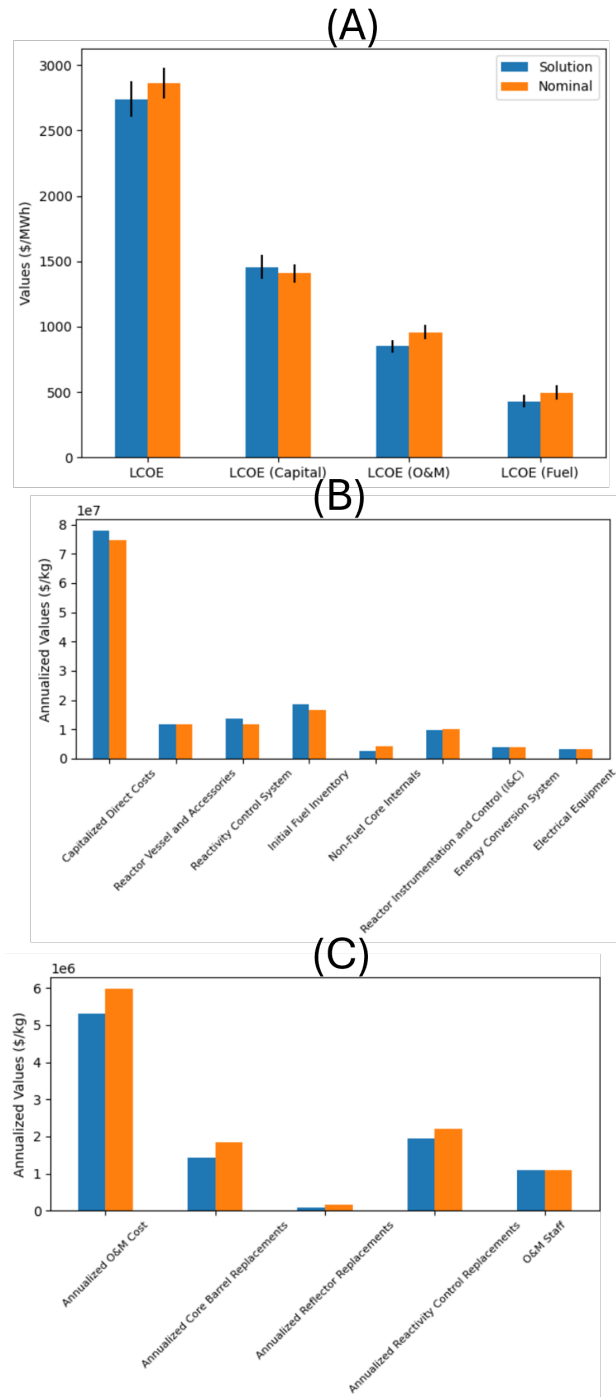 (A)
3000
2500
2000
1500
1000
500
0
Values ($/MWh)
Solution
Nominal
LCOE
LCOE (Capital)
LCOE (O&M)
LCOE (Fuel)
(B)
1e7
8
7
6
5
4
3
2
1
0
Annualized Values ($/kg)
Capitalized Direct Costs
Reactor Vessel and Accessories
Reactivity Control System
Initial Fuel Inventory
Non-Fuel Core Internals
Reactor Instrumentation and Control (I&C)
Energy Conversion System
Electrical Equipment
(C)
1e6
6
5
4
3
2
1
0
Annualized Values ($/kg)
Annualized O&M Cost
Annualized Core Barrel Replacements
Annualized Reflector Replacements
Annualized Reactivity Control Replacements
O&M Staff